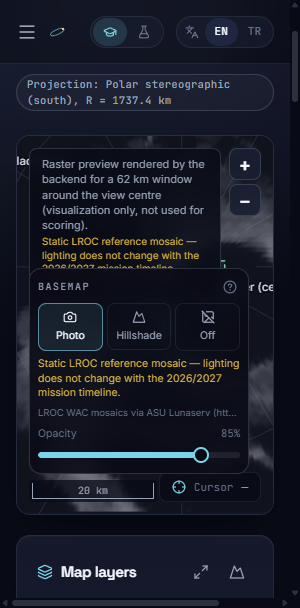 EN TR
Projection: Polar stereographic
(south), R = 1737.4 km
Raster preview rendered by the
backend for a 62 km window
around the view centre
(visualization only, not used for
scoring).
Static LROC reference mosaic —
lighting does not change with the
2026/2027 mission timeline.
+
−
BASEMAP
Photo Hillshade Off
Static LROC reference mosaic — lighting
does not change with the 2026/2027
mission timeline.
LROC WAC mosaics via ASU Lunaserv (htt...
Opacity 85%
20 km
Cursor —
Map layers